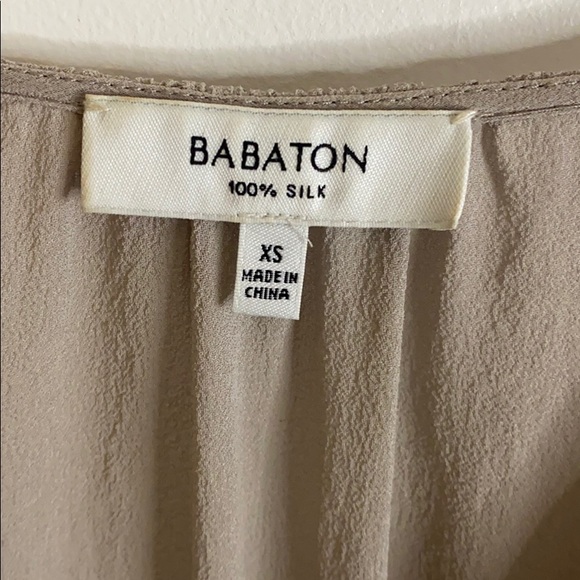 BABATON
100% SILK
XS
MADE IN
CHINA